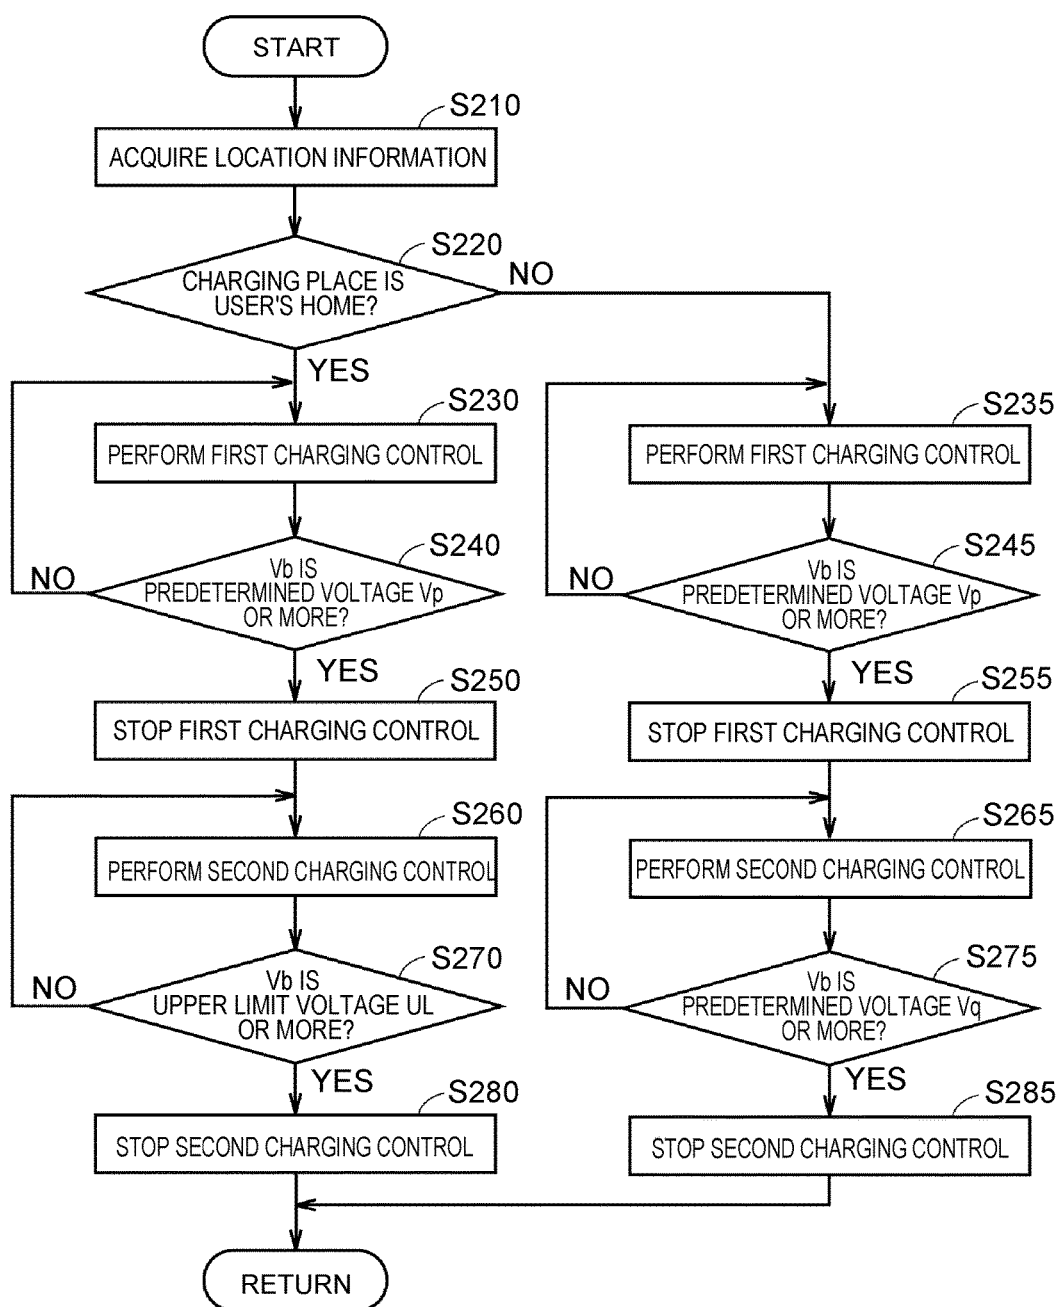 START
S210
ACQUIRE LOCATION INFORMATION
S220
CHARGING PLACE IS
USER'S HOME?
NO
YES
S230
PERFORM FIRST CHARGING CONTROL
S240
Vb IS
PREDETERMINED VOLTAGE Vp
OR MORE?
NO
YES
S250
STOP FIRST CHARGING CONTROL
S260
PERFORM SECOND CHARGING CONTROL
S270
Vb IS
UPPER LIMIT VOLTAGE UL
OR MORE?
NO
YES
S280
STOP SECOND CHARGING CONTROL
S235
PERFORM FIRST CHARGING CONTROL
S245
Vb IS
PREDETERMINED VOLTAGE Vp
OR MORE?
NO
YES
S255
STOP FIRST CHARGING CONTROL
S265
PERFORM SECOND CHARGING CONTROL
S275
Vb IS
PREDETERMINED VOLTAGE Vq
OR MORE?
NO
YES
S285
STOP SECOND CHARGING CONTROL
RETURN